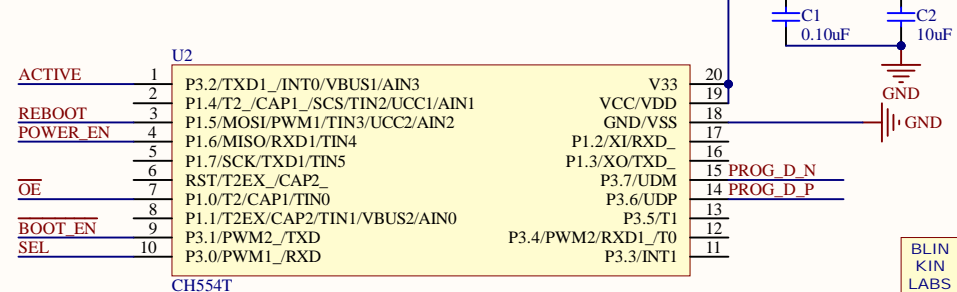 C1
0.10uF
C2
10uF
GND
GND
U2
ACTIVE
REBOOT
POWER_EN
OE
BOOT_EN
SEL
1 P3.2/TXD1_/INT0/VBUS1/AIN3
2 P1.4/T2_/CAP1_/SCS/TIN2/UCC1/AIN1
3 P1.5/MOSI/PWM1/TIN3/UCC2/AIN2
4 P1.6/MISO/RXD1/TIN4
5 P1.7/SCK/TXD1/TIN5
6 RST/T2EX_/CAP2_
7 P1.0/T2/CAP1/TIN0
8 P1.1/T2EX/CAP2/TIN1/VBUS2/AIN0
9 P3.1/PWM2_/TXD
10 P3.0/PWM1_/RXD
V33 20
VCC/VDD 19
GND/VSS 18
P1.2/XI/RXD_ 17
P1.3/XO/TXD_ 16
P3.7/UDM 15 PROG_D_N
P3.6/UDP 14 PROG_D_P
P3.5/T1 13
P3.4/PWM2/RXD1_/T0 12
P3.3/INT1 11
CH554T
BLIN
KIN
LABS